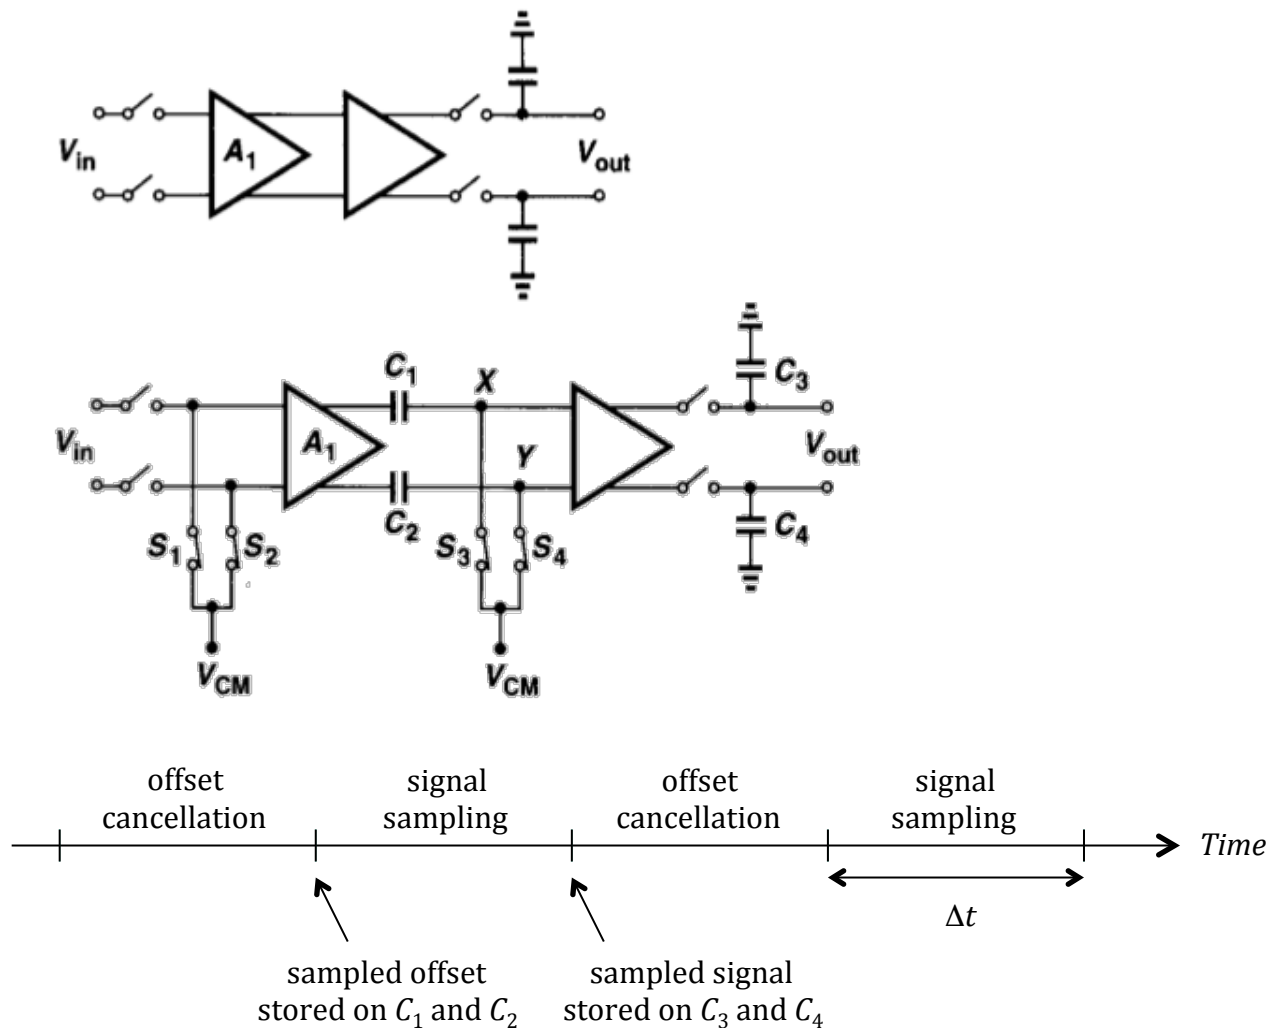 V_in
A_1
V_out
C_1
X
C_3
V_in
A_1
Y
V_out
C_2
C_4
S_1
S_2
S_3
S_4
V_CM
V_CM
offset
cancellation
signal
sampling
offset
cancellation
signal
sampling
Time
Δt
sampled offset
stored on C_1 and C_2
sampled signal
stored on C_3 and C_4